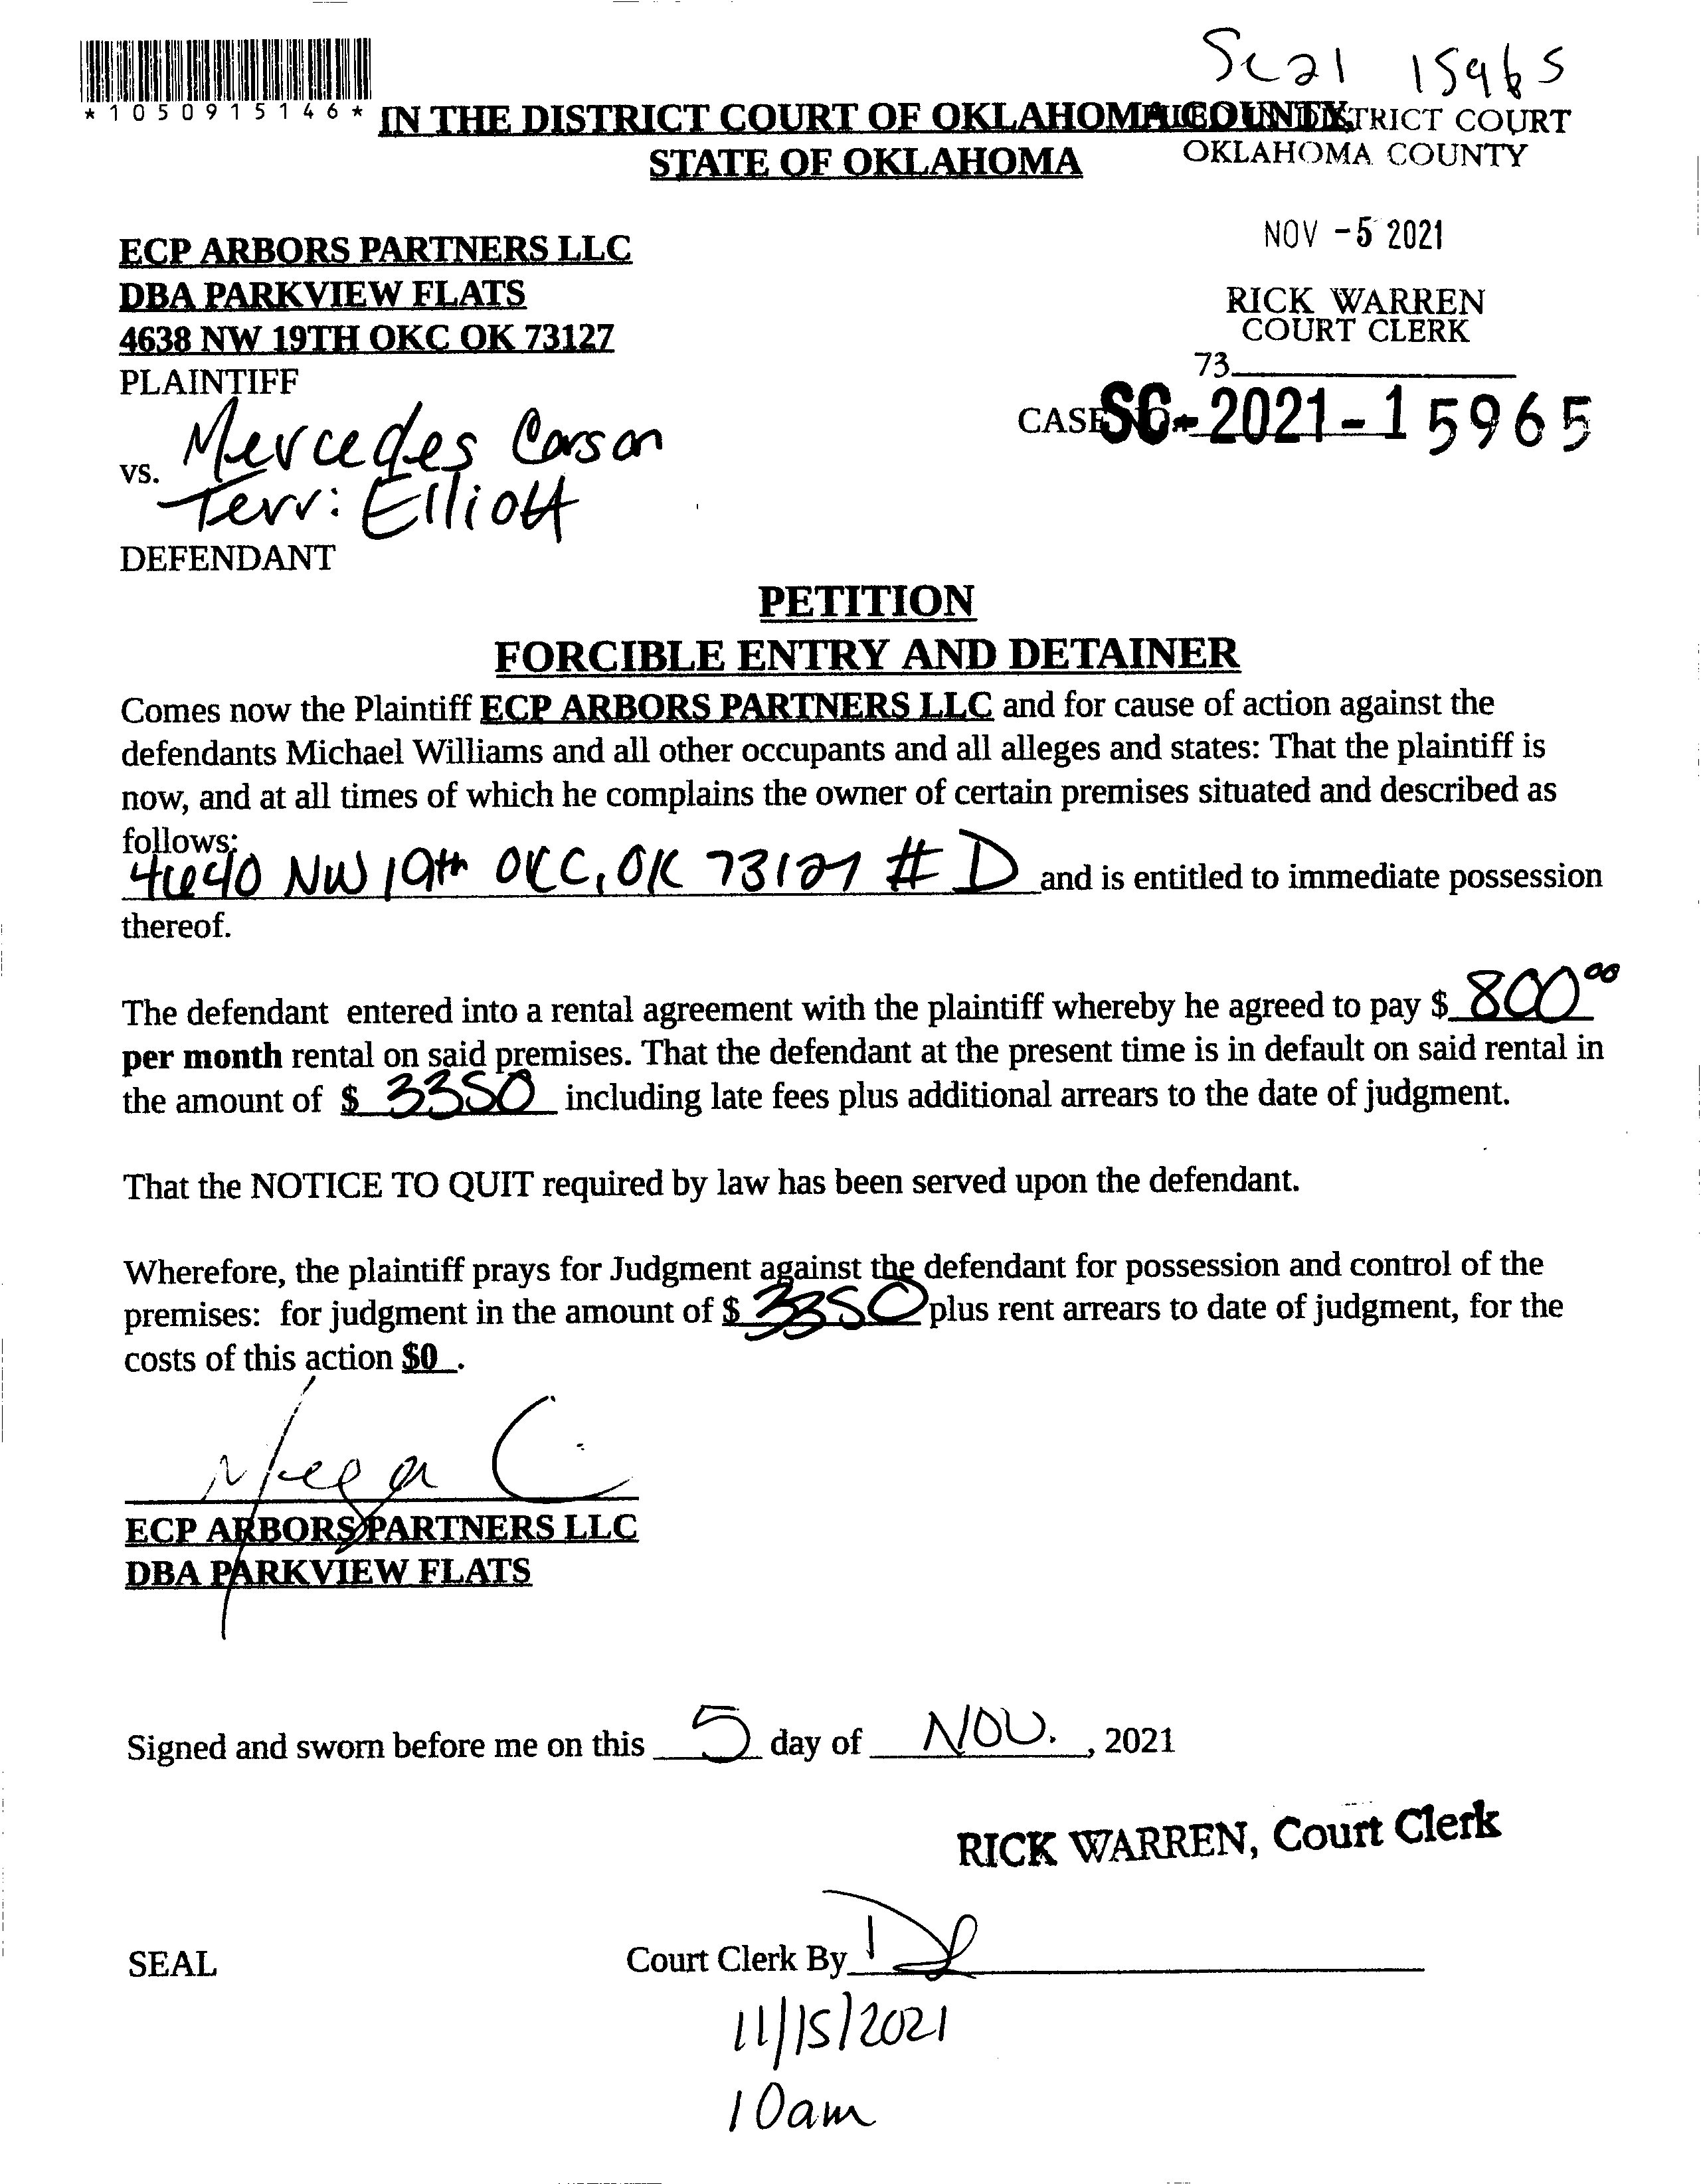 SC21 15965
*1050915146*
IN THE DISTRICT COURT OF OKLAHOMA COUNTY,
STATE OF OKLAHOMA
FILED IN DISTRICT COURT
OKLAHOMA COUNTY
NOV -5 2021
RICK WARREN
COURT CLERK
73
ECP ARBORS PARTNERS LLC
DBA PARKVIEW FLATS
4638 NW 19TH OKC OK 73127
PLAINTIFF
CASE NO. SC-2021-15965
Mercedes Carson
vs.
Terri Elliott
DEFENDANT
PETITION
FORCIBLE ENTRY AND DETAINER
Comes now the Plaintiff ECP ARBORS PARTNERS LLC and for cause of action against the
defendants Michael Williams and all other occupants and all alleges and states: That the plaintiff is
now, and at all times of which he complains the owner of certain premises situated and described as
follows:
4640 NW 19th OKC, OK 73127 # D and is entitled to immediate possession
thereof.
The defendant entered into a rental agreement with the plaintiff whereby he agreed to pay $ 800 00
per month rental on said premises. That the defendant at the present time is in default on said rental in
the amount of $ 3350 including late fees plus additional arrears to the date of judgment.
That the NOTICE TO QUIT required by law has been served upon the defendant.
Wherefore, the plaintiff prays for Judgment against the defendant for possession and control of the
premises: for judgment in the amount of $ 3350 plus rent arrears to date of judgment, for the
costs of this action $0 .
ECP ARBORS PARTNERS LLC
DBA PARKVIEW FLATS
Signed and sworn before me on this 5 day of NOV. , 2021
RICK WARREN, Court Clerk
SEAL
Court Clerk By
11/15/2021
10am